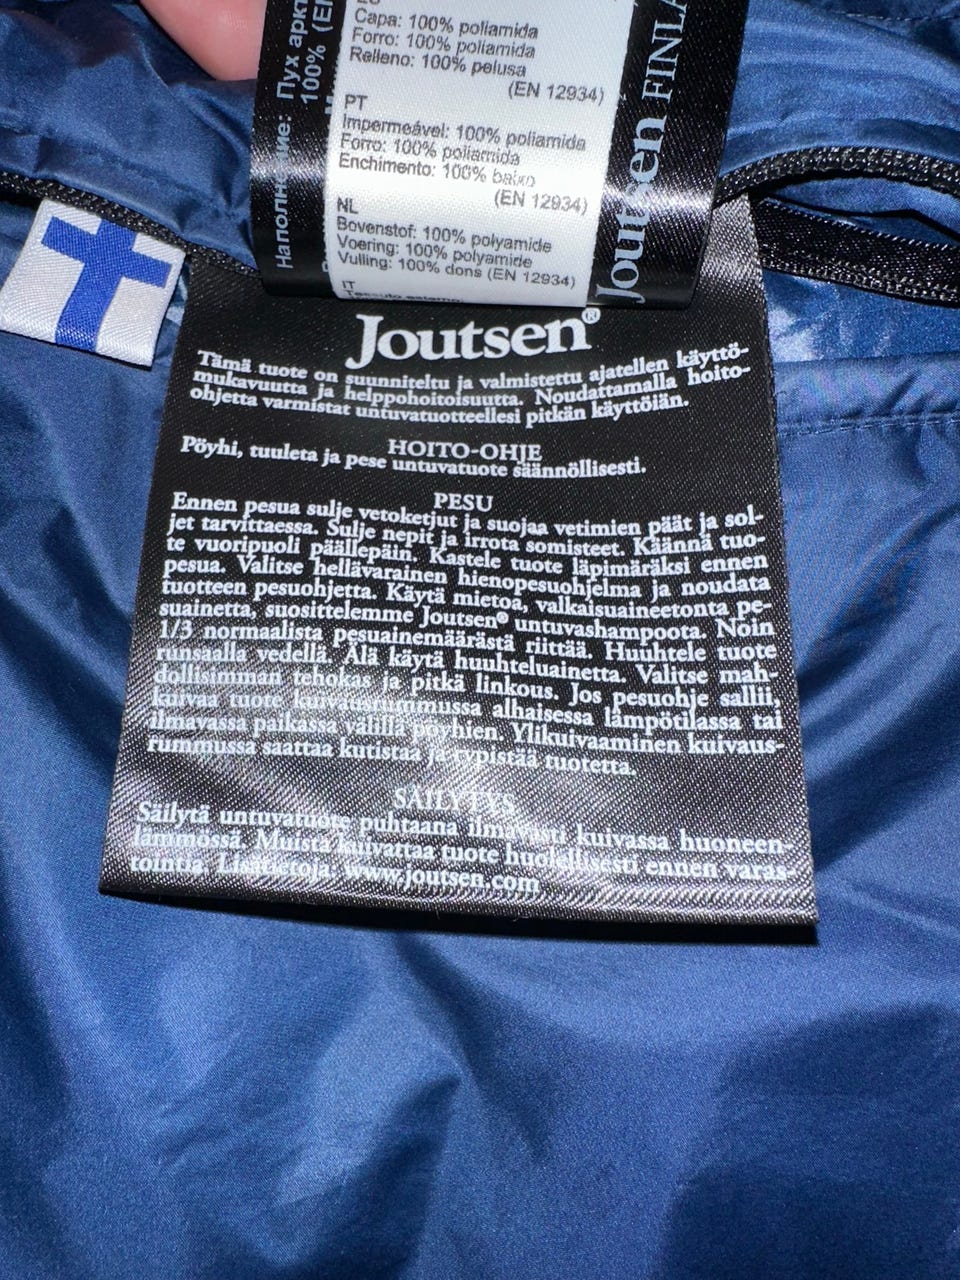 Capa: 100% poliamida
Forro: 100% poliamida
Relleno: 100% pelusa
(EN 12934)
PT
Impermeável: 100% poliamida
Forro: 100% poliamida
Enchimento: 100% baixo
(EN 12934)
NL
Bovenstof: 100% polyamide
Voering: 100% polyamide
Vulling: 100% dons (EN 12934)
IT
Tessuto esterno:
Пух
100%
Joutsen
Joutsen®
Tämä tuote on suunniteltu ja valmistettu ajatellen käyttö-
mukavuutta ja helppohoitoisuutta. Noudattamalla hoito-
ohjetta varmistat untuvatuotteellesi pitkän käyttöiän.
HOITO-OHJE
Pöyhi, tuuleta ja pese untuvatuote säännöllisesti.
PESU
Ennen pesua sulje vetoketjut ja suojaa vetimien päät ja sol-
jet tarvittaessa. Sulje nepit ja irrota somisteet. Käännä tuo-
te vuoripuoli päällepäin. Kastele tuote läpimäräksi ennen
pesua. Valitse hellävarainen hienopesuohjelma ja noudata
tuotteen pesuohjetta. Käytä mietoa, valkaisuaineetonta pe-
suainetta, suosittelemme Joutsen® untuvashampoota. Noin
1/3 normaalista pesuainemäärästä riittää. Huuhtele tuote
runsaalla vedellä. Älä käytä huuhteluainetta. Valitse mah-
dollisimman tehokas ja pitkä linkous. Jos pesuohje sallii,
kuivaa tuote kuivausrummussa alhaisessa lämpötilassa tai
ilmavassa paikassa välillä pöyhien. Ylikuivaaminen kuivaus-
rummussa saattaa kutistaa ja typistää tuotetta.
SÄILYTYS
Säilytä untuvatuote puhtaana ilmavasti kuivassa huoneen-
lämmössä. Muista kuivattaa tuote huolellisesti ennen varas-
tointia. Lisätietoja: www.joutsen.com